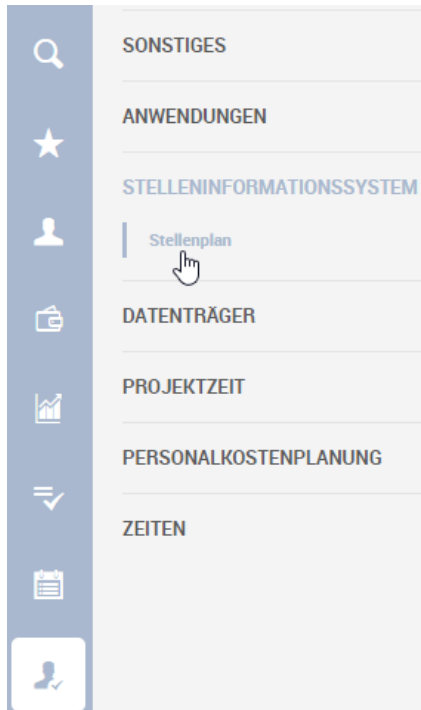 SONSTIGES
ANWENDUNGEN
STELLENINFORMATIONSSYSTEM
Stellenplan
DATENTRÄGER
PROJEKTZEIT
PERSONALKOSTENPLANUNG
ZEITEN